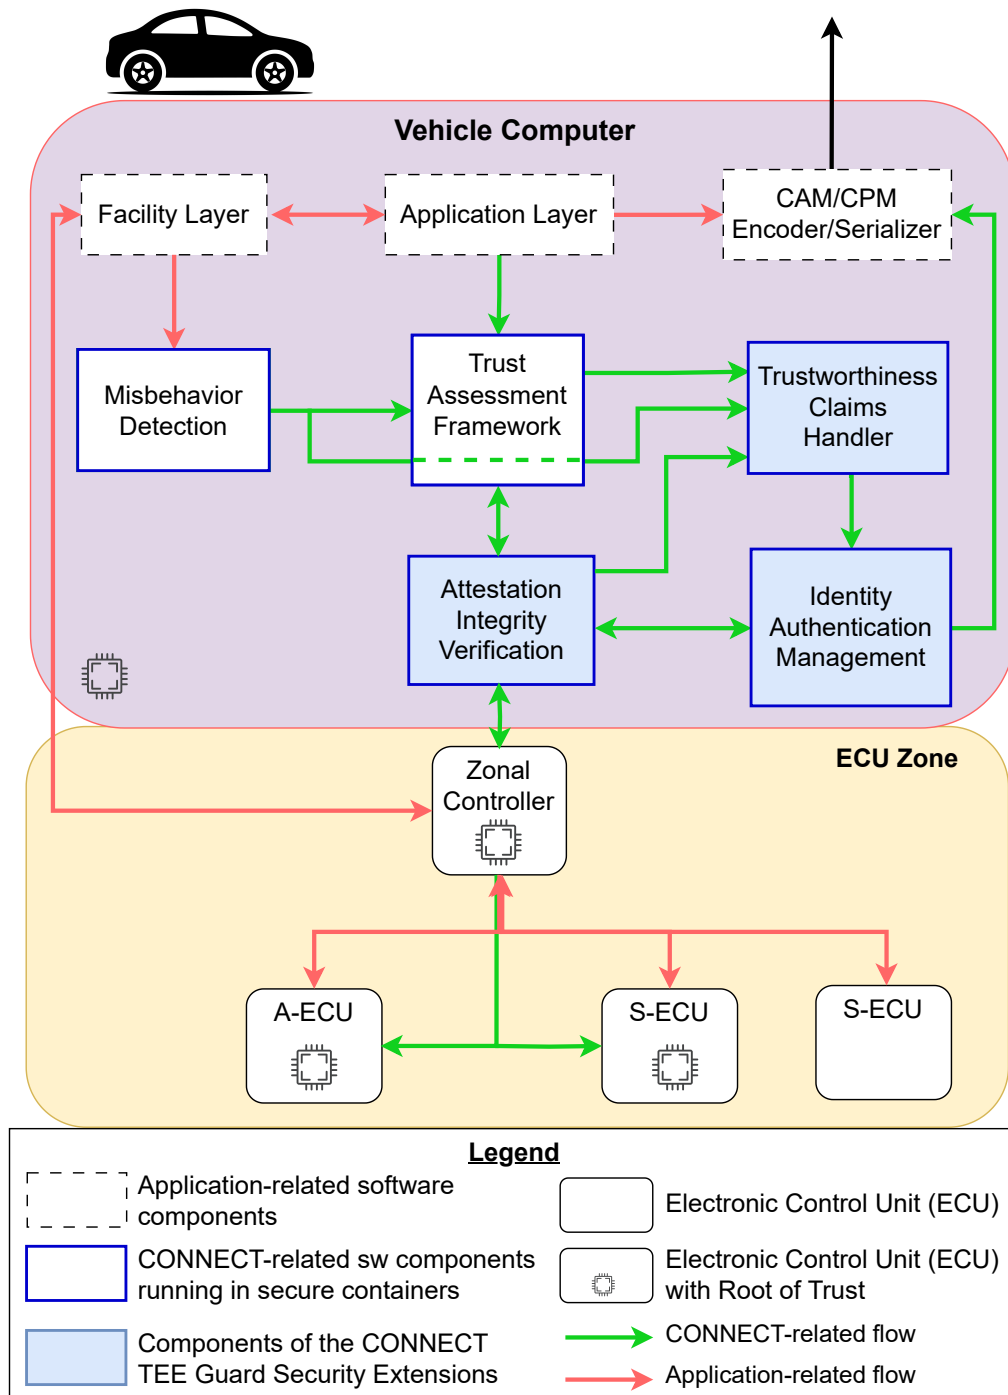 Vehicle Computer
Facility Layer
Application Layer
CAM/CPM
Encoder/Serializer
Misbehavior
Detection
Trust
Assessment
Framework
Trustworthiness
Claims
Handler
Attestation
Integrity
Verification
Identity
Authentication
Management
ECU Zone
Zonal
Controller
A-ECU
S-ECU
S-ECU
Legend
Application-related software
components
CONNECT-related sw components
running in secure containers
Components of the CONNECT
TEE Guard Security Extensions
Electronic Control Unit (ECU)
Electronic Control Unit (ECU)
with Root of Trust
CONNECT-related flow
Application-related flow